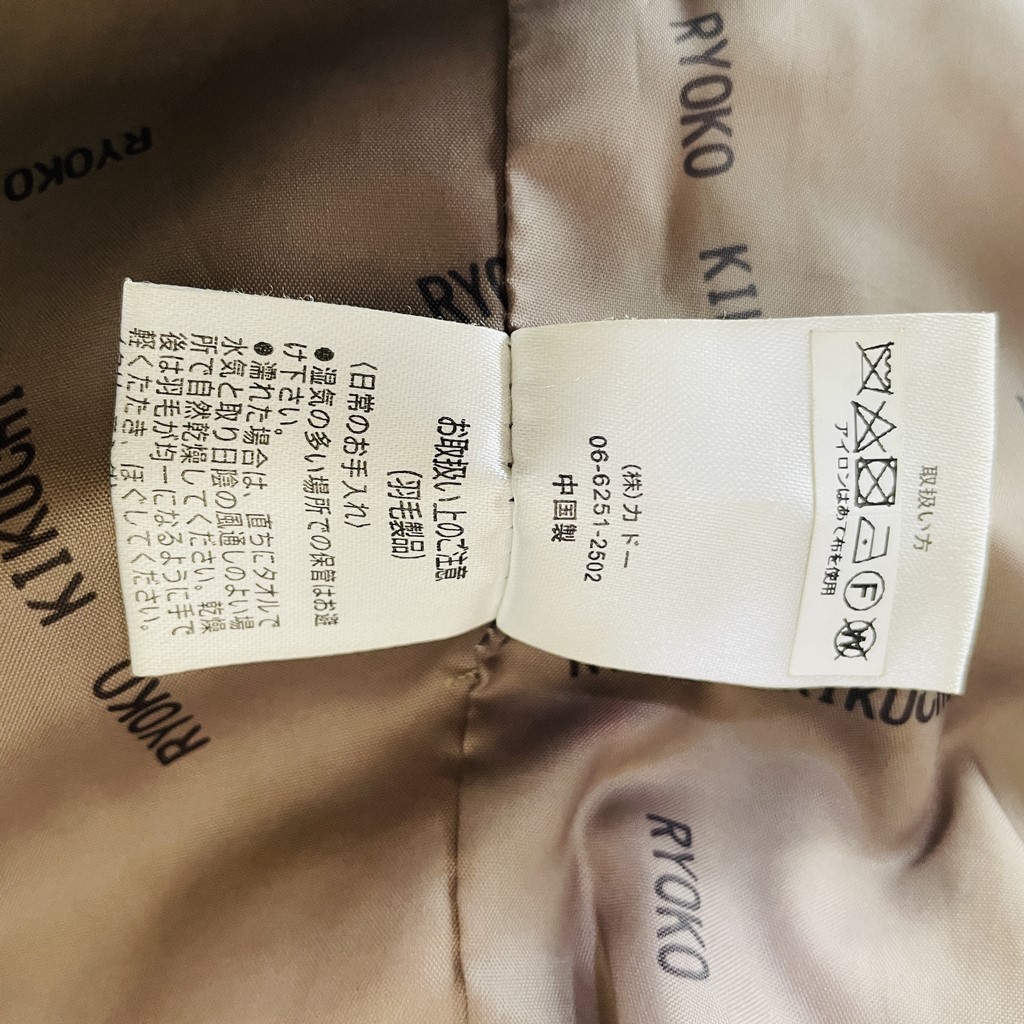 取扱い方
アイロンはあて布を使用
(株)カドー
06-6251-2502
中国製
お取扱い上のご注意
(羽毛製品)
〈日常のお手入れ〉
●湿気の多い場所での保管はお避
け下さい。
●濡れた場合は、直ちにタオルで
水気と取り日陰の風通しのよい場
所で自然乾燥してください。乾燥
後は羽毛が均一になるように手で
軽くたたき、ほぐしてください。
RYOKO
RYOKO
KIKUCHI
RYOKO
RYOKO